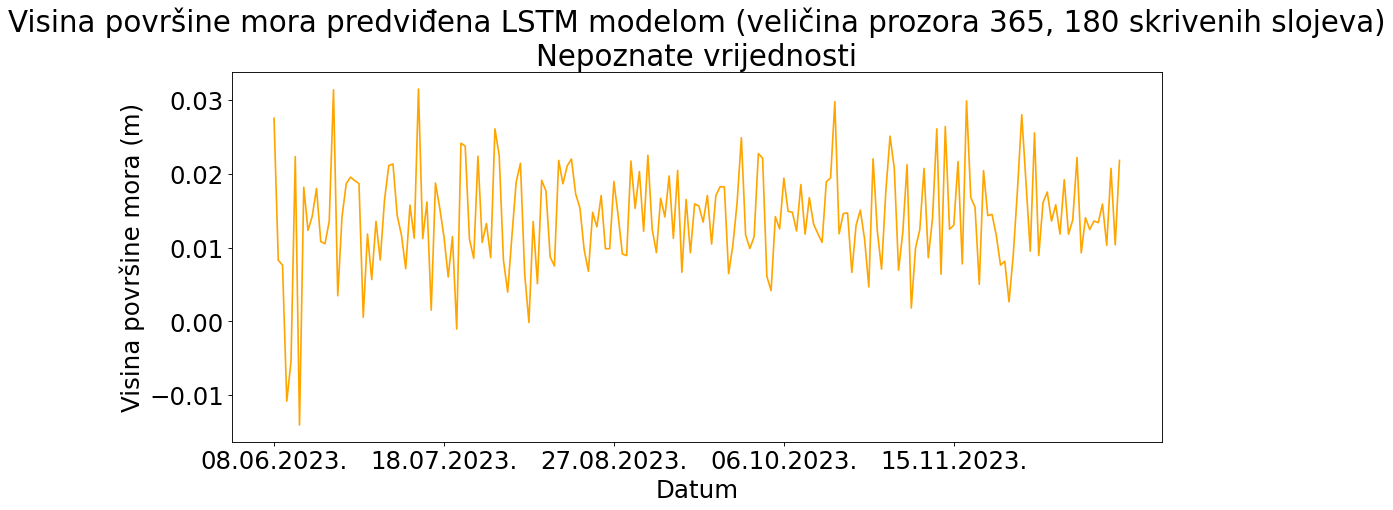 Visina površine mora predviđena LSTM modelom (veličina prozora 365, 180 skrivenih slojeva)
Nepoznate vrijednosti
Visina površine mora (m)
0.03
0.02
0.01
0.00
−0.01
08.06.2023. 18.07.2023. 27.08.2023. 06.10.2023. 15.11.2023.
Datum